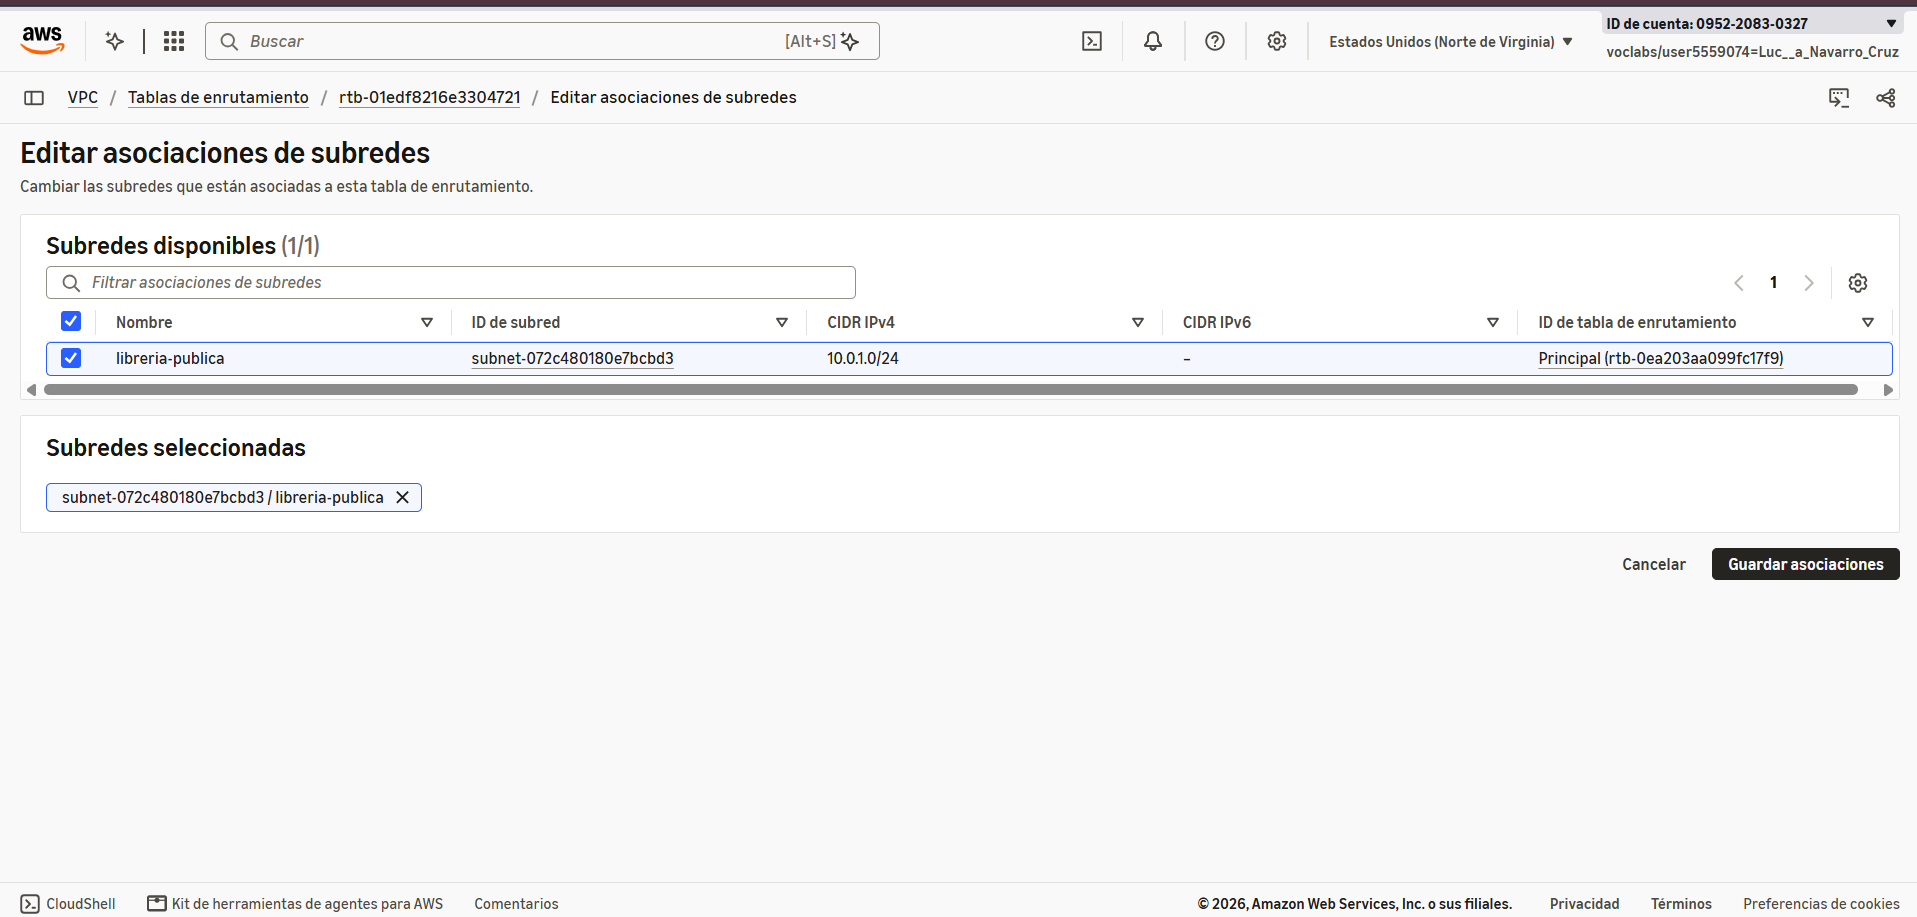 aws
Buscar [Alt+S]
Estados Unidos (Norte de Virginia)
ID de cuenta: 0952-2083-0327
voclabs/user5559074=Luc__a_Navarro_Cruz
VPC / Tablas de enrutamiento / rtb-01edf8216e3304721 / Editar asociaciones de subredes
Editar asociaciones de subredes
Cambiar las subredes que están asociadas a esta tabla de enrutamiento.
Subredes disponibles (1/1)
Filtrar asociaciones de subredes
1
Nombre ID de subred CIDR IPv4 CIDR IPv6 ID de tabla de enrutamiento
libreria-publica subnet-072c480180e7bcbd3 10.0.1.0/24 – Principal (rtb-0ea203aa099fc17f9)
Subredes seleccionadas
subnet-072c480180e7bcbd3 / libreria-publica
Cancelar Guardar asociaciones
CloudShell Kit de herramientas de agentes para AWS Comentarios © 2026, Amazon Web Services, Inc. o sus filiales. Privacidad Términos Preferencias de cookies